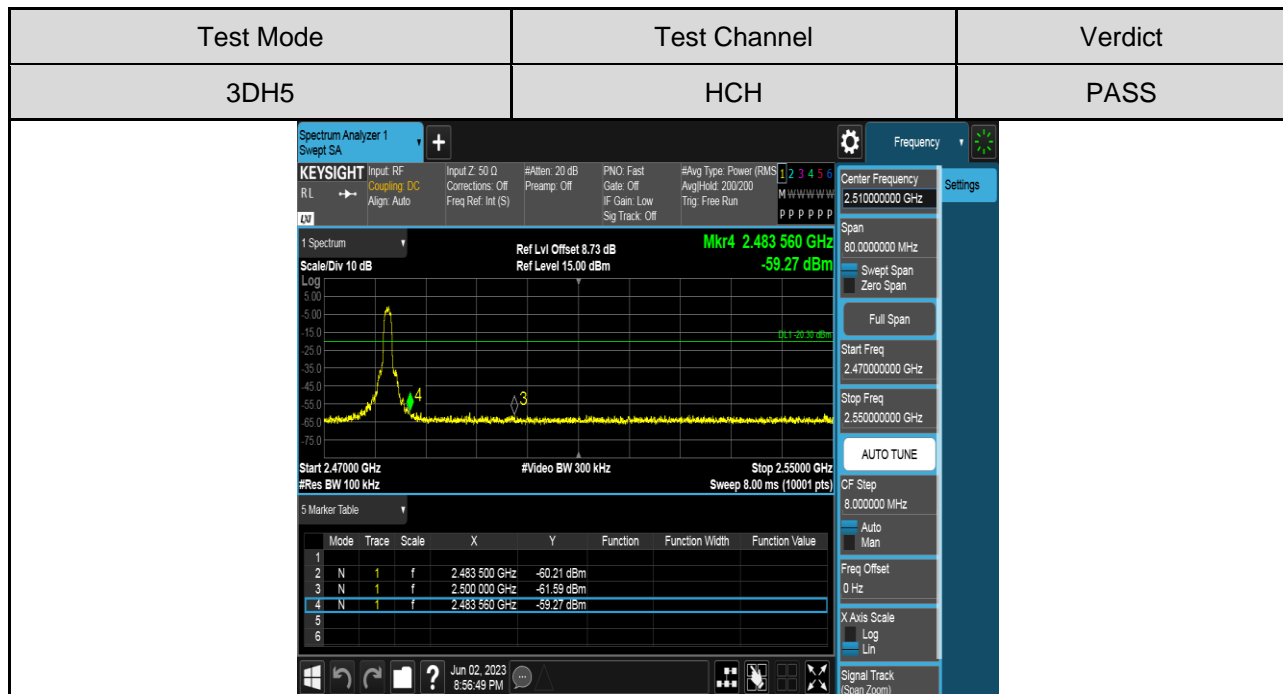 Test Mode Test Channel Verdict
3DH5 HCH PASS
Spectrum Analyzer 1
Swept SA
+
Frequency
KEYSIGHT
RL
LXI
Input: RF
Coupling: DC
Align: Auto
Input Z: 50 Ω
Corrections: Off
Freq Ref: Int (S)
#Atten: 20 dB
Preamp: Off
PNO: Fast
Gate: Off
IF Gain: Low
Sig Track: Off
#Avg Type: Power (RMS
Avg|Hold: 200/200
Trig: Free Run
1 2 3 4 5 6
M W W W W W
P P P P P P
Center Frequency
2.510000000 GHz
Settings
Span
80.0000000 MHz
Swept Span
Zero Span
Full Span
Start Freq
2.470000000 GHz
Stop Freq
2.550000000 GHz
AUTO TUNE
CF Step
8.000000 MHz
Auto
Man
Freq Offset
0 Hz
X Axis Scale
Log
Lin
Signal Track
(Span Zoom)
1 Spectrum
Scale/Div 10 dB
Ref Lvl Offset 8.73 dB
Ref Level 15.00 dBm
Mkr4 2.483 560 GHz
-59.27 dBm
Log
5.00
-5.00
-15.0
-25.0
-35.0
-45.0
-55.0
-65.0
-75.0
DL1 -20.30 dBm
4
3
Start 2.47000 GHz #Video BW 300 kHz Stop 2.55000 GHz
#Res BW 100 kHz Sweep 8.00 ms (10001 pts)
5 Marker Table
Mode Trace Scale X Y Function Function Width Function Value
1
2 N 1 f 2.483 500 GHz -60.21 dBm
3 N 1 f 2.500 000 GHz -61.59 dBm
4 N 1 f 2.483 560 GHz -59.27 dBm
5
6
?
Jun 02, 2023
8:56:49 PM